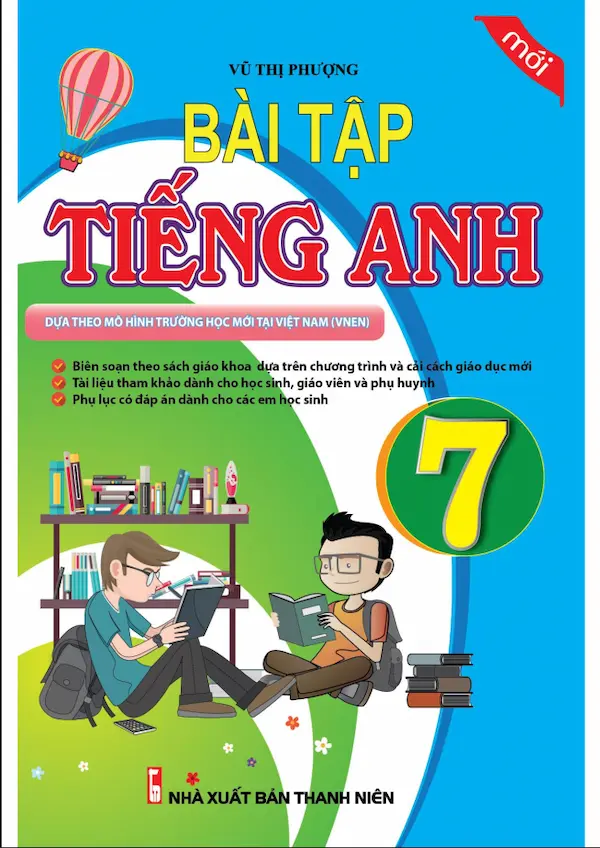 mới
VŨ THỊ PHƯỢNG
BÀI TẬP
TIẾNG ANH
DỰA THEO MÔ HÌNH TRƯỜNG HỌC MỚI TẠI VIỆT NAM (VNEN)
Biên soạn theo sách giáo khoa dựa trên chương trình và cải cách giáo dục mới
Tài liệu tham khảo dành cho học sinh, giáo viên và phụ huynh
Phụ lục có đáp án dành cho các em học sinh
7
NHÀ XUẤT BẢN THANH NIÊN